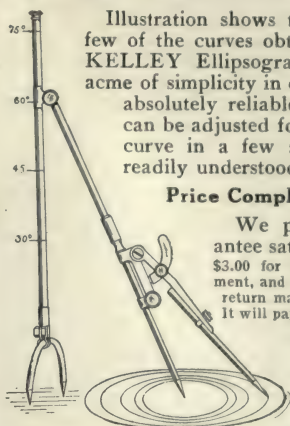 Illustration shows
few of the curves obt
KELLEY Ellipsogra
acme of simplicity in
absolutely reliable
can be adjusted fo
curve in a few
readily understoo
Price Compl
We p
antee sat
$3.00 for
ment, and
return ma
It will pa
75°
60°
45
30°